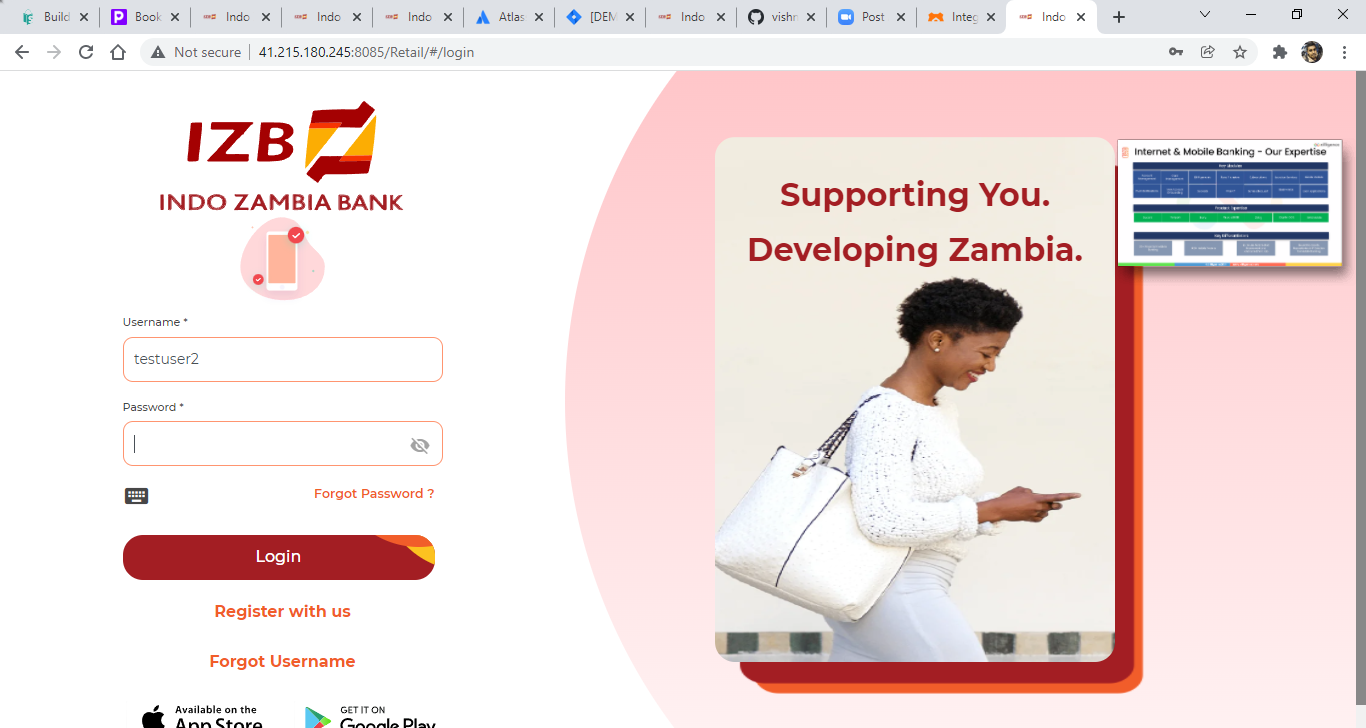 Build
Book
Indo
Indo
Indo
Atlas
[DEM
Indo
vishr
Post
Integ
Indo
Not secure
41.215.180.245:8085/Retail/#/login
IZB
INDO ZAMBIA BANK
Username *
testuser2
Password *
Forgot Password ?
Login
Register with us
Forgot Username
Available on the
App Store
GET IT ON
Google Play
Supporting You.
Developing Zambia.
Internet & Mobile Banking - Our Expertise